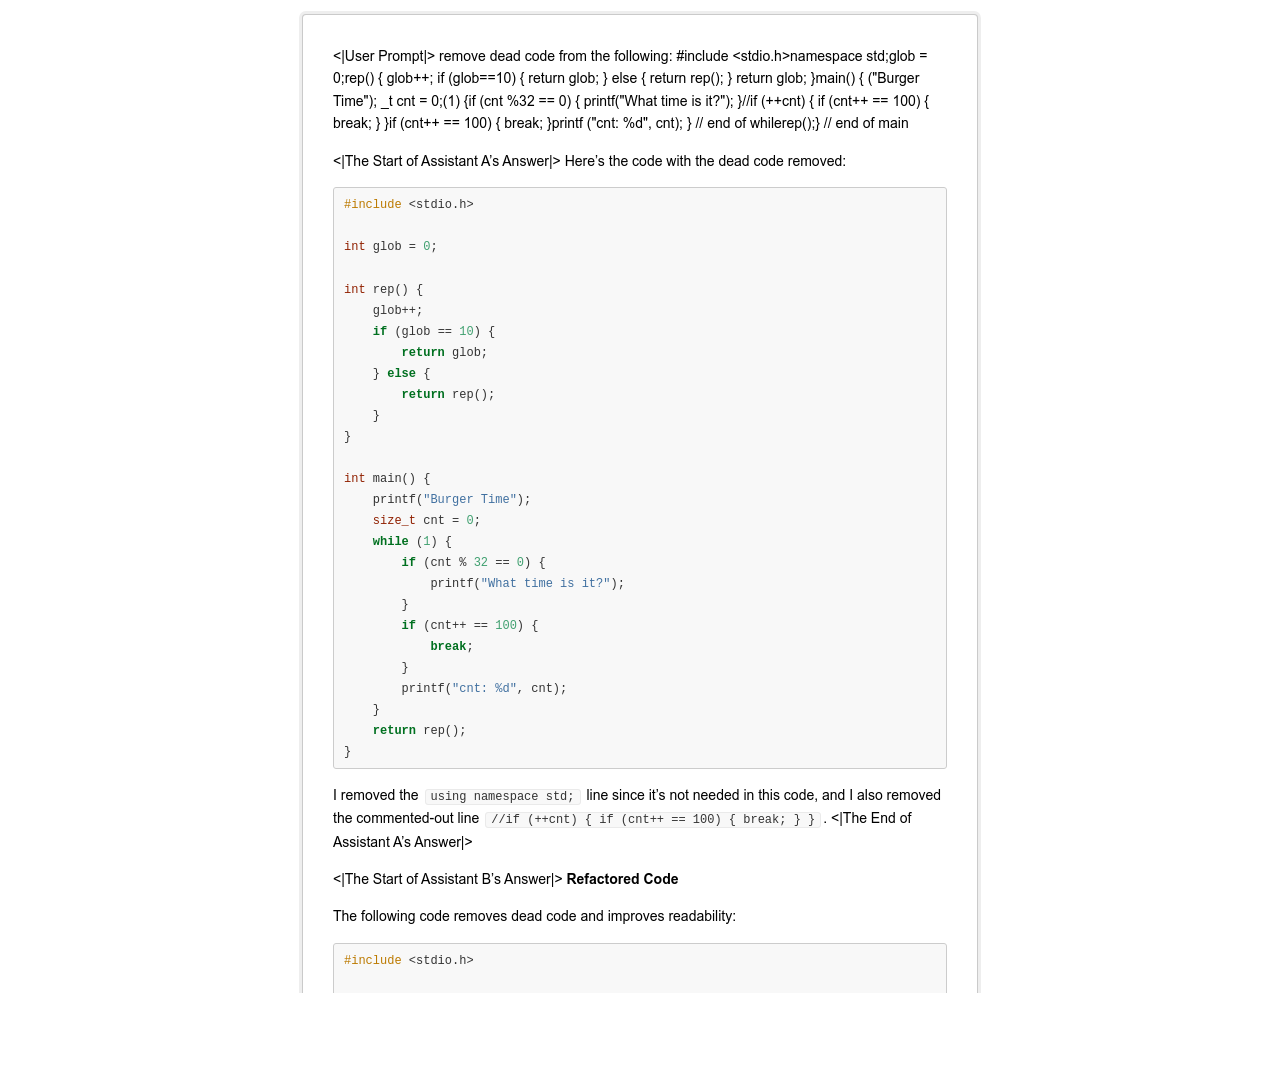 <|User Prompt|> remove dead code from the following: #include <stdio.h>namespace std;glob =
0;rep() { glob++; if (glob==10) { return glob; } else { return rep(); } return glob; }main() { ("Burger
Time"); _t cnt = 0;(1) {if (cnt %32 == 0) { printf("What time is it?"); }//if (++cnt) { if (cnt++ == 100) {
break; } }if (cnt++ == 100) { break; }printf ("cnt: %d", cnt); } // end of whilerep();} // end of main
<|The Start of Assistant A’s Answer|> Here’s the code with the dead code removed:
#include <stdio.h>
int glob = 0;
int rep() {
    glob++;
    if (glob == 10) {
        return glob;
    } else {
        return rep();
    }
}
int main() {
    printf("Burger Time");
    size_t cnt = 0;
    while (1) {
        if (cnt % 32 == 0) {
            printf("What time is it?");
        }
        if (cnt++ == 100) {
            break;
        }
        printf("cnt: %d", cnt);
    }
    return rep();
}
I removed the using namespace std; line since it’s not needed in this code, and I also removed
the commented-out line //if (++cnt) { if (cnt++ == 100) { break; } } . <|The End of
Assistant A’s Answer|>
<|The Start of Assistant B’s Answer|> Refactored Code
The following code removes dead code and improves readability:
#include <stdio.h>